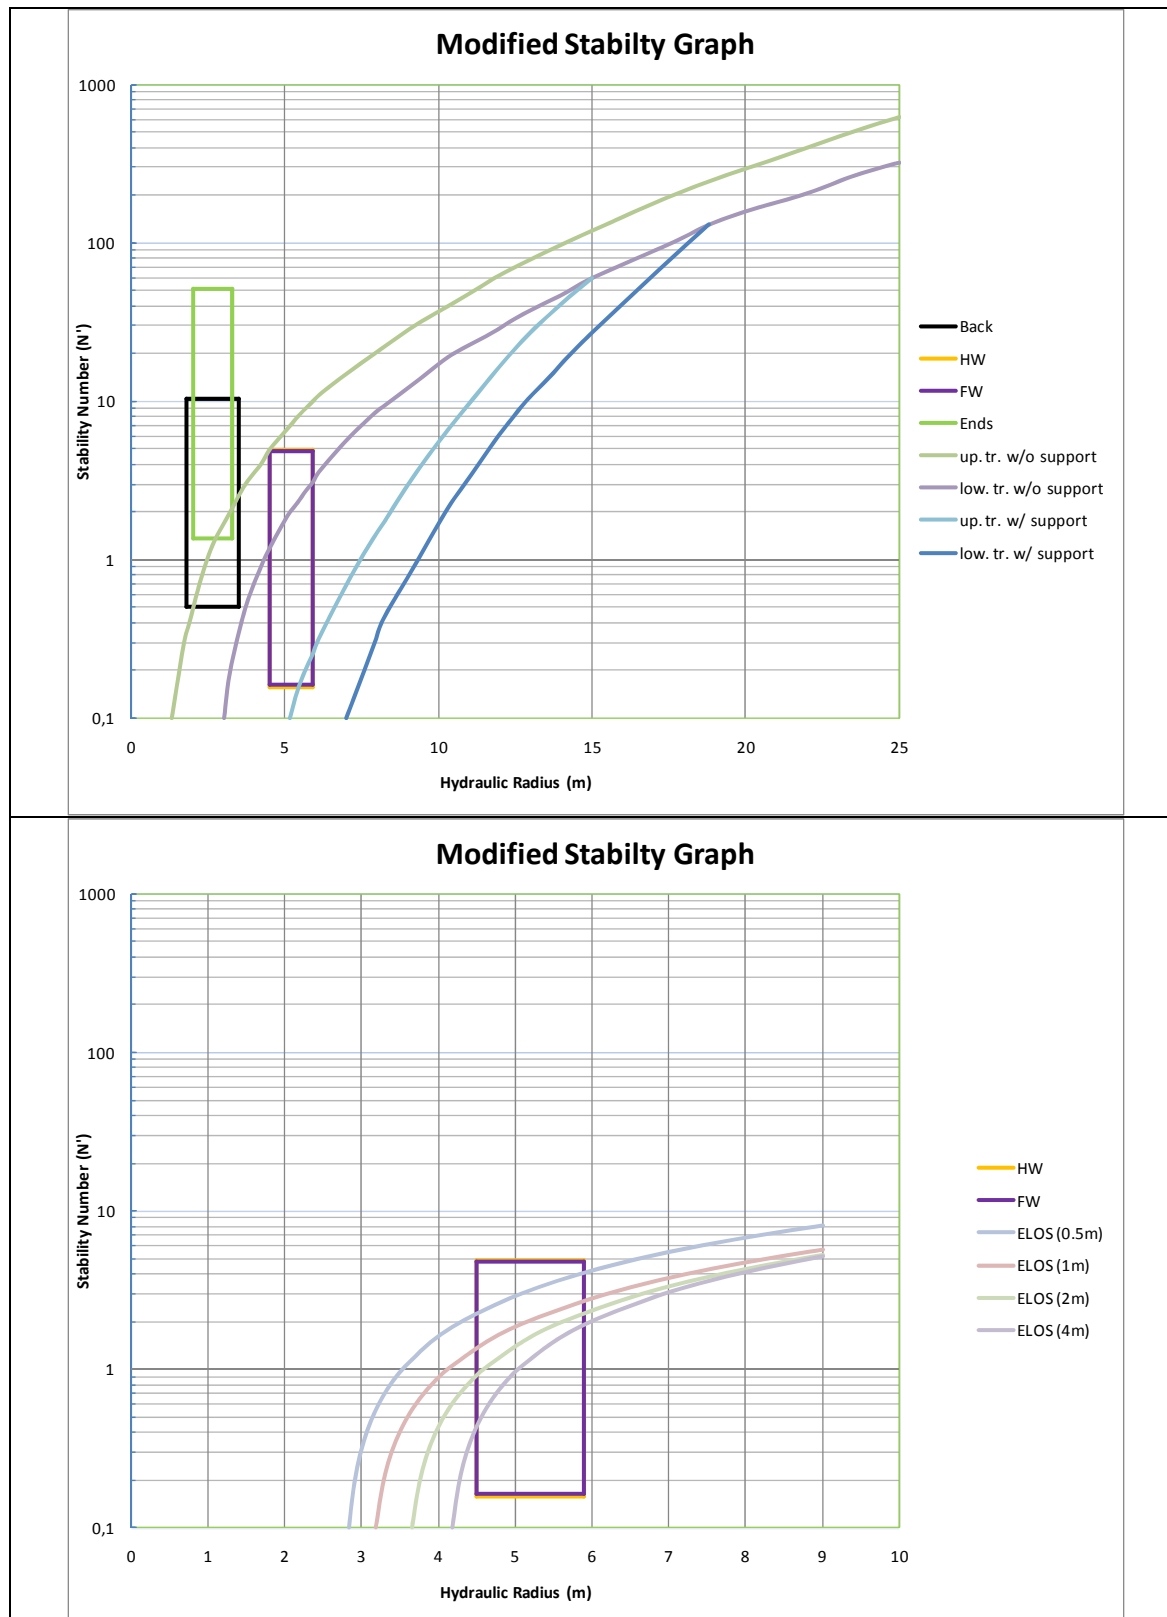 Modified Stabilty Graph
1000
100
10
1
0,1
Stability Number (N')
0 5 10 15 20 25
Hydraulic Radius (m)
Back
HW
FW
Ends
up. tr. w/o support
low. tr. w/o support
up. tr. w/ support
low. tr. w/ support
Modified Stabilty Graph
1000
100
10
1
0,1
Stability Number (N')
0 1 2 3 4 5 6 7 8 9 10
Hydraulic Radius (m)
HW
FW
ELOS (0.5m)
ELOS (1m)
ELOS (2m)
ELOS (4m)